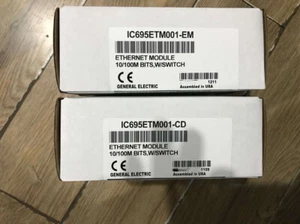 IC695ETM001-EM
ETHERNET MODULE
10/100M BITS,W/SWITCH
CE
1211
GENERAL ELECTRIC
Assembled in USA
IC695ETM001-CD
ETHERNET MODULE
10/100M BITS,W/SWITCH
CE
GENERAL ELECTRIC
Assembled in USA